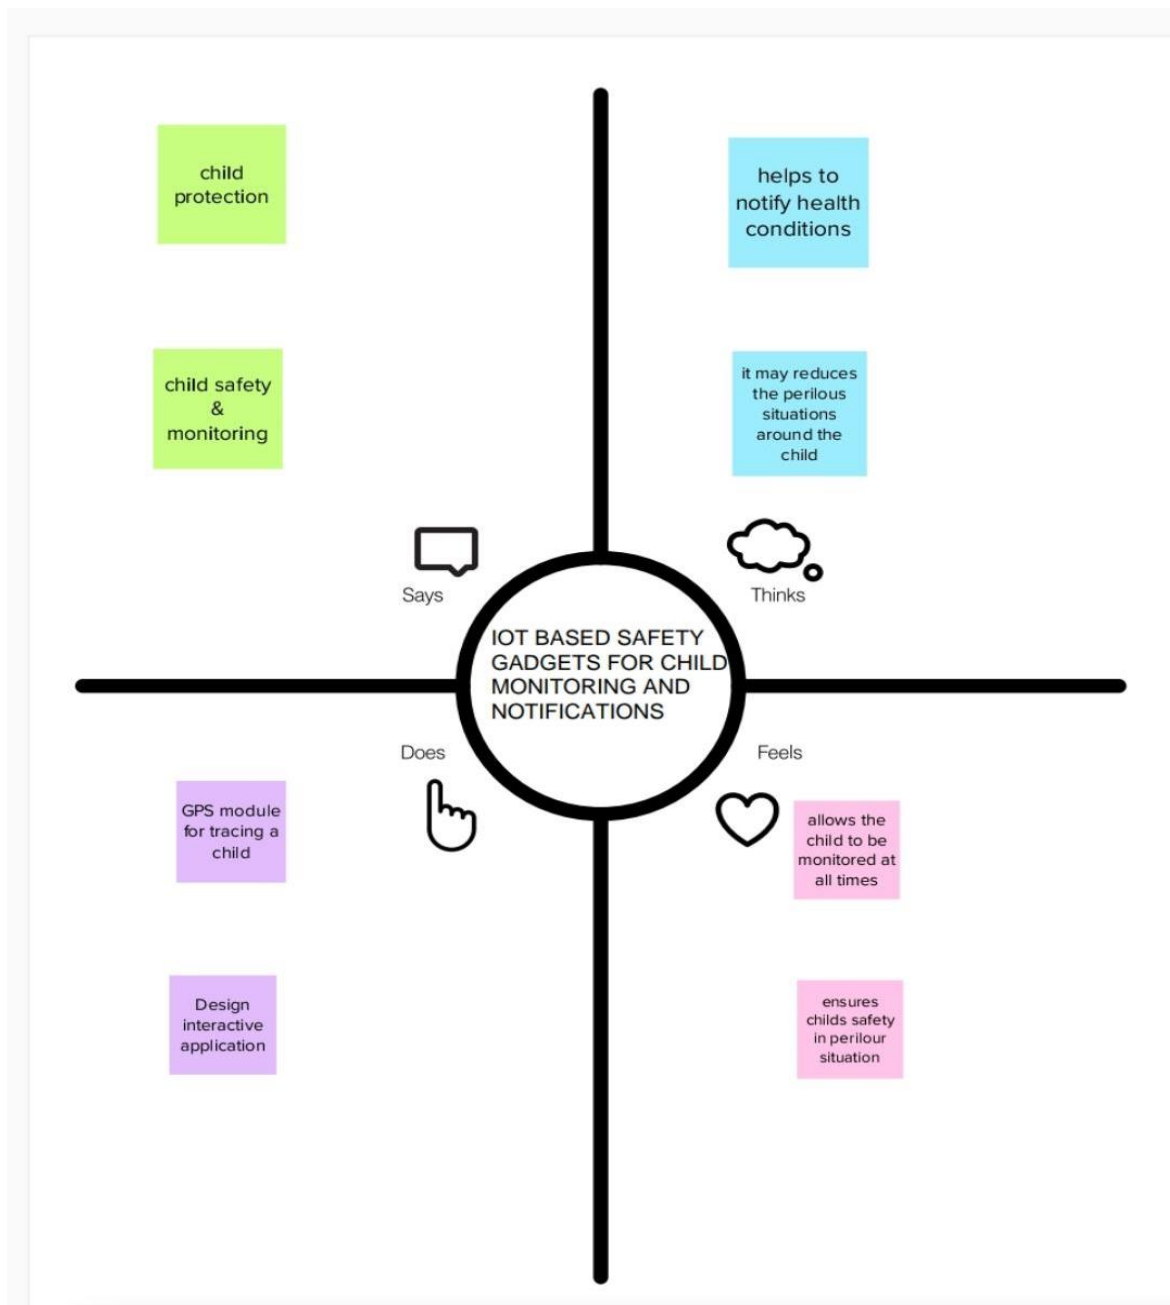 child
protection
child safety
&
monitoring
Says
helps to
notify health
conditions
it may reduces
the perilous
situations
around the
child
Thinks
IOT BASED SAFETY
GADGETS FOR CHILD
MONITORING AND
NOTIFICATIONS
Does
GPS module
for tracing a
child
Design
interactive
application
Feels
allows the
child to be
monitored at
all times
ensures
childs safety
in perilour
situation